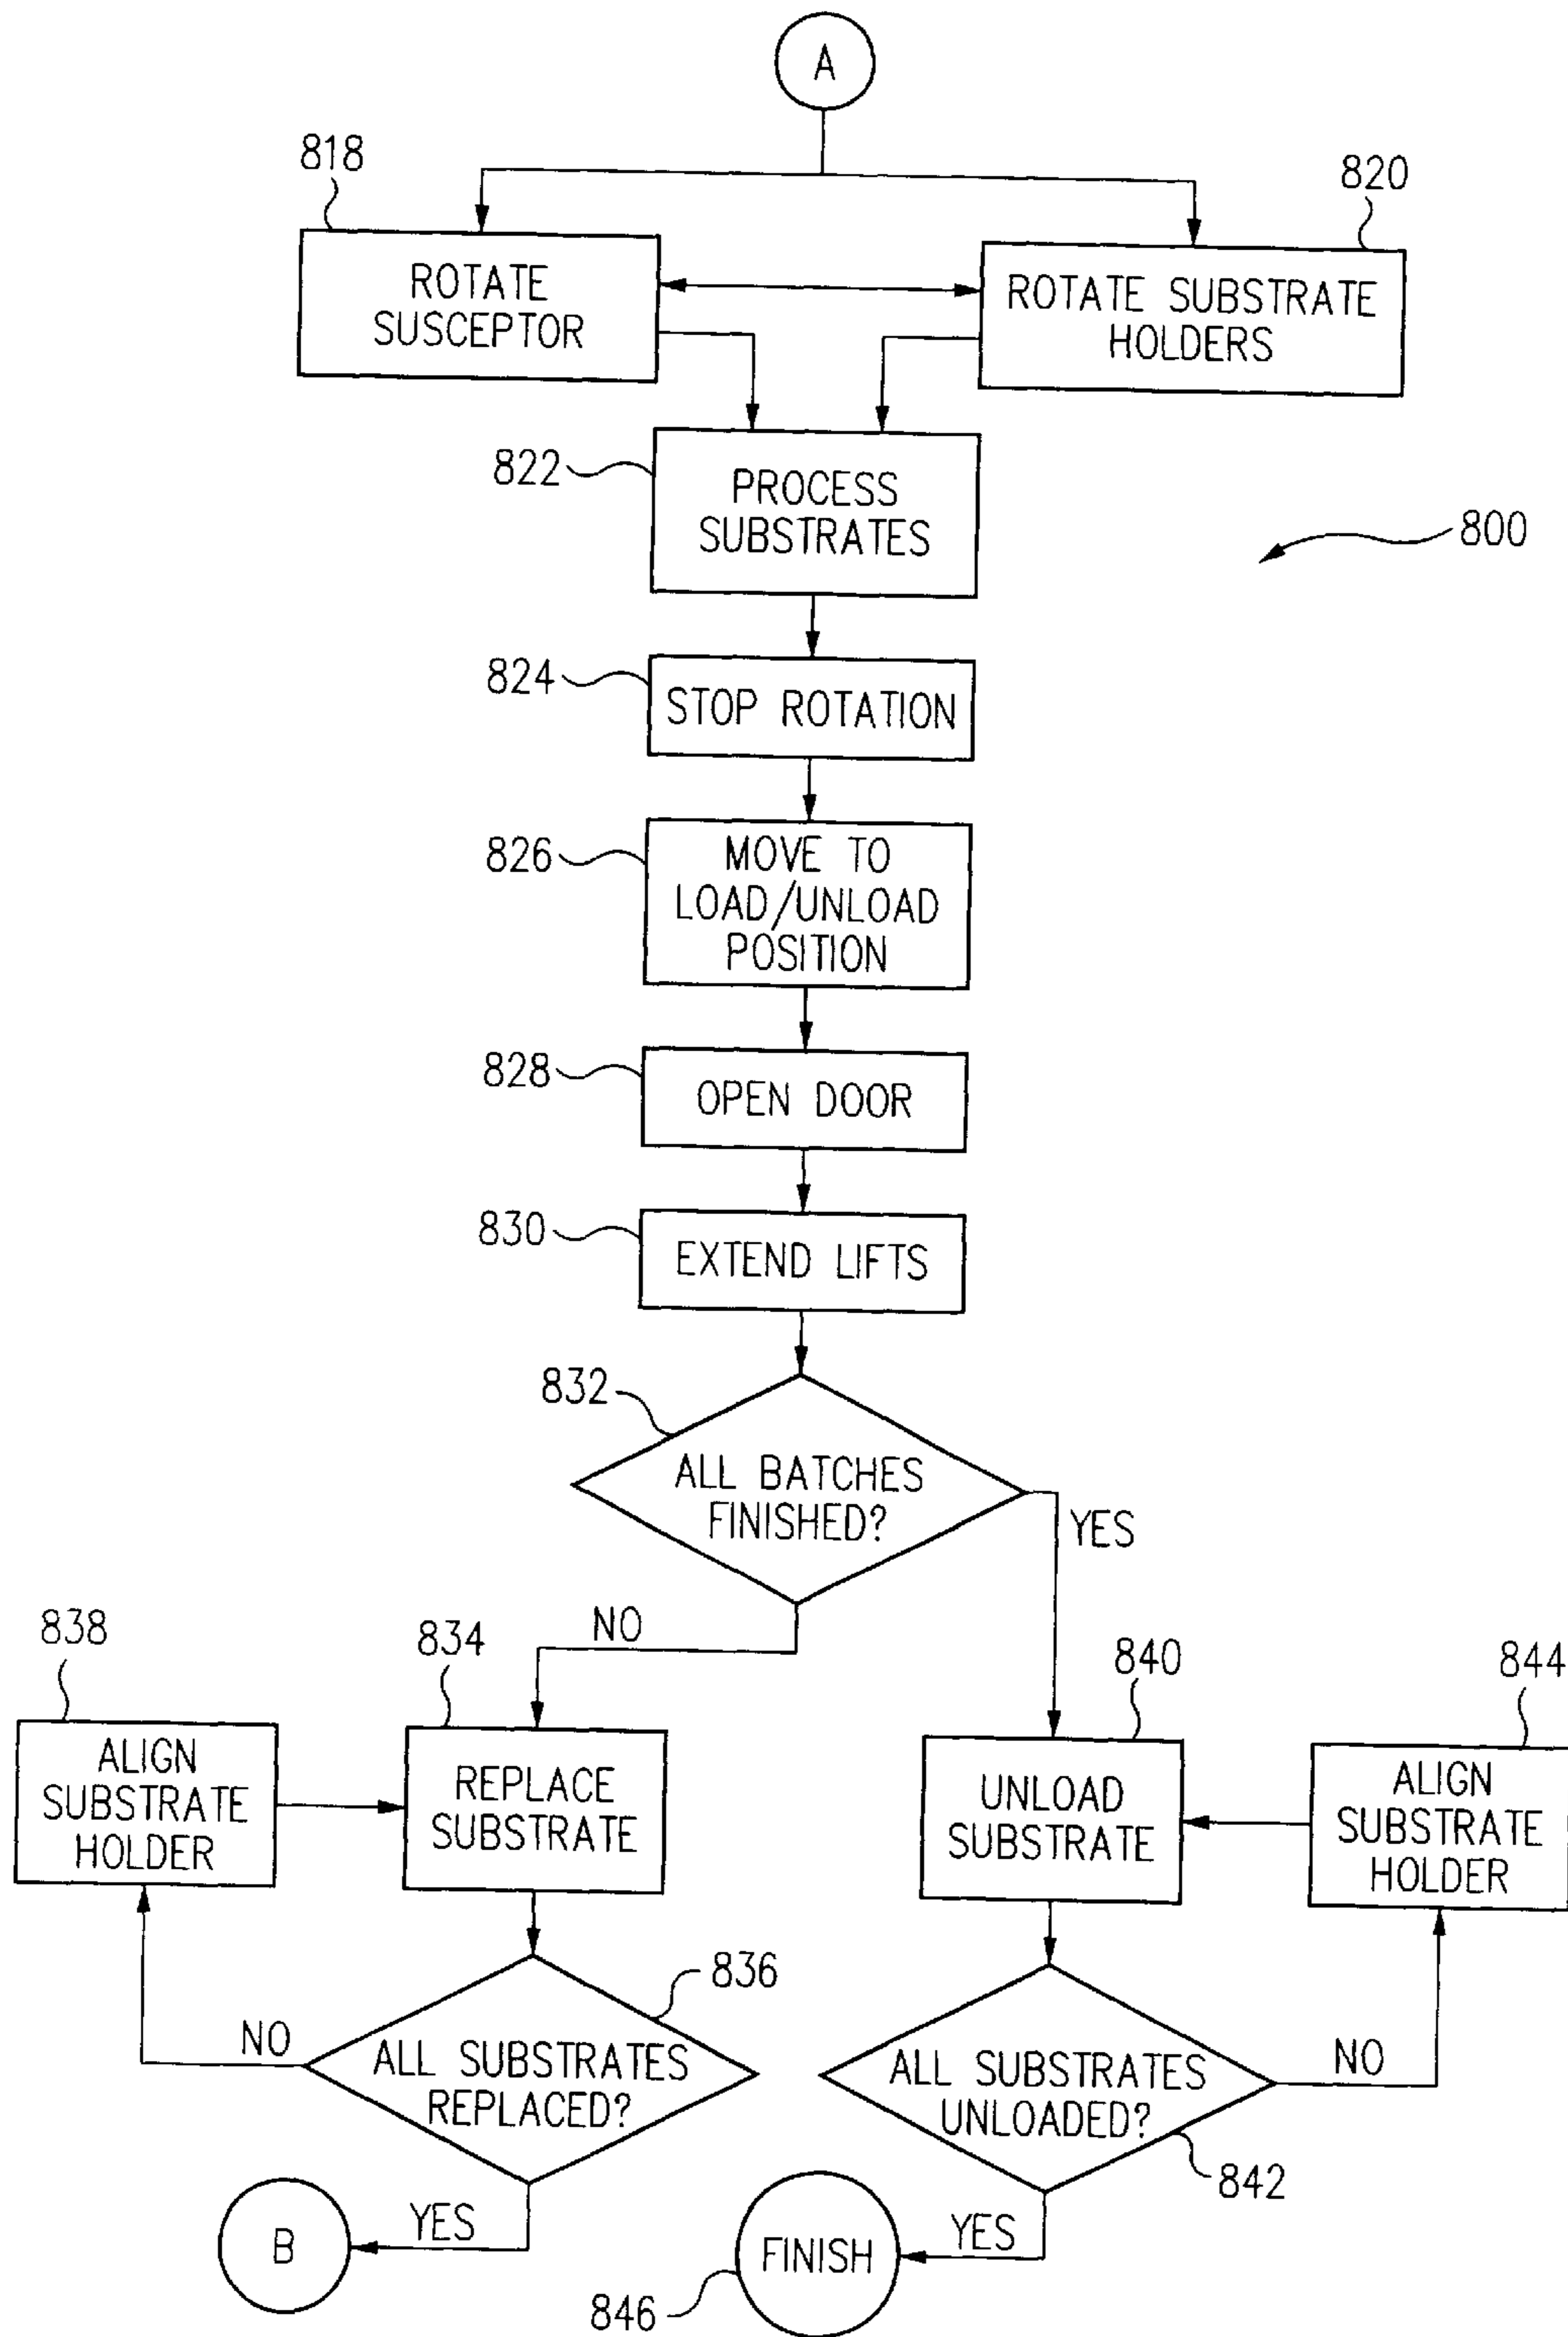 A
818
820
ROTATE
SUSCEPTOR
ROTATE SUBSTRATE
HOLDERS
822
PROCESS
SUBSTRATES
800
824
STOP ROTATION
826
MOVE TO
LOAD/UNLOAD
POSITION
828
OPEN DOOR
830
EXTEND LIFTS
832
ALL BATCHES
FINISHED?
YES
NO
838
834
840
844
ALIGN
SUBSTRATE
HOLDER
REPLACE
SUBSTRATE
UNLOAD
SUBSTRATE
ALIGN
SUBSTRATE
HOLDER
836
NO
ALL SUBSTRATES
REPLACED?
ALL SUBSTRATES
UNLOADED?
NO
842
B
YES
FINISH
YES
846